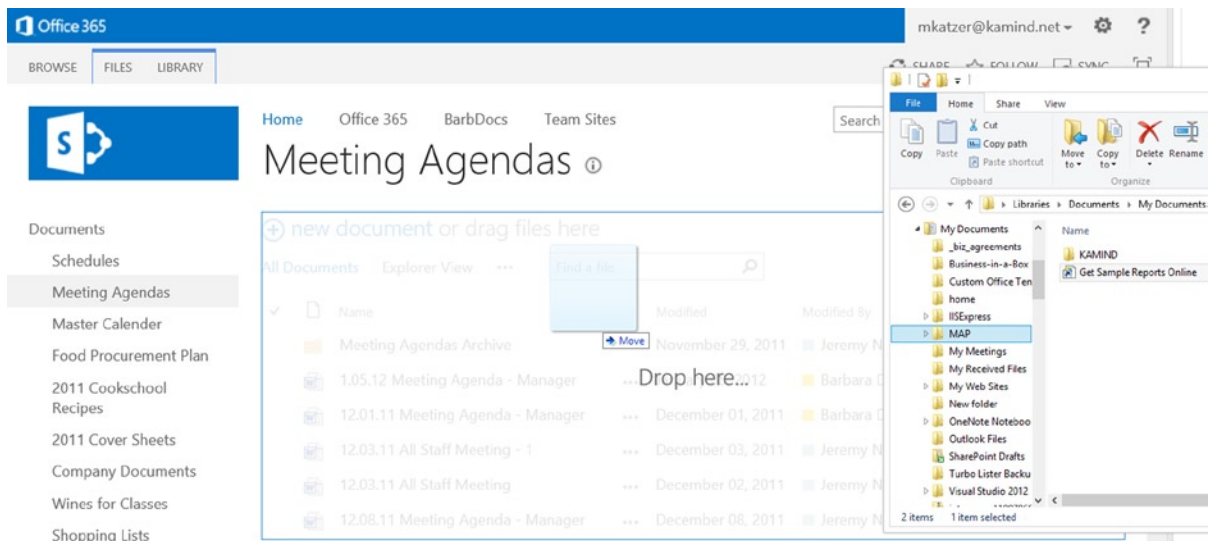 Office 365
mkatzer@kamind.net
?
BROWSE FILES LIBRARY
SHARE FOLLOW SYNC
S
Home Office 365 BarbDocs Team Sites
Search
Meeting Agendas
Documents
Schedules
Meeting Agendas
Master Calender
Food Procurement Plan
2011 Cookschool
Recipes
2011 Cover Sheets
Company Documents
Wines for Classes
Shopping Lists
new document or drag files here
All Documents Explorer View ... Find a file
Name Modified Modified By
Meeting Agendas Archive November 29, 2011 Jeremy N
Move
Drop here...
1.05.12 Meeting Agenda - Manager ... 2012 Barbara D
12.01.11 Meeting Agenda - Manager ... December 01, 2011 Barbara D
12.03.11 All Staff Meeting - 1 ... December 03, 2011 Jeremy N
12.03.11 All Staff Meeting ... December 02, 2011 Jeremy N
12.08.11 Meeting Agenda - Manager ... December 08, 2011 Jeremy N
File Home Share View
Copy Paste
Cut
Copy path
Paste shortcut
Move to
Copy to
Delete Rename
Clipboard Organize
Libraries Documents My Documents
My Documents
_biz_agreements
Business-in-a-Box
Custom Office Ten
home
IISExpress
MAP
My Meetings
My Received Files
My Web Sites
New folder
OneNote Noteboo
Outlook Files
SharePoint Drafts
Turbo Lister Backu
Visual Studio 2012
Name
KAMIND
Get Sample Reports Online
2 items 1 item selected